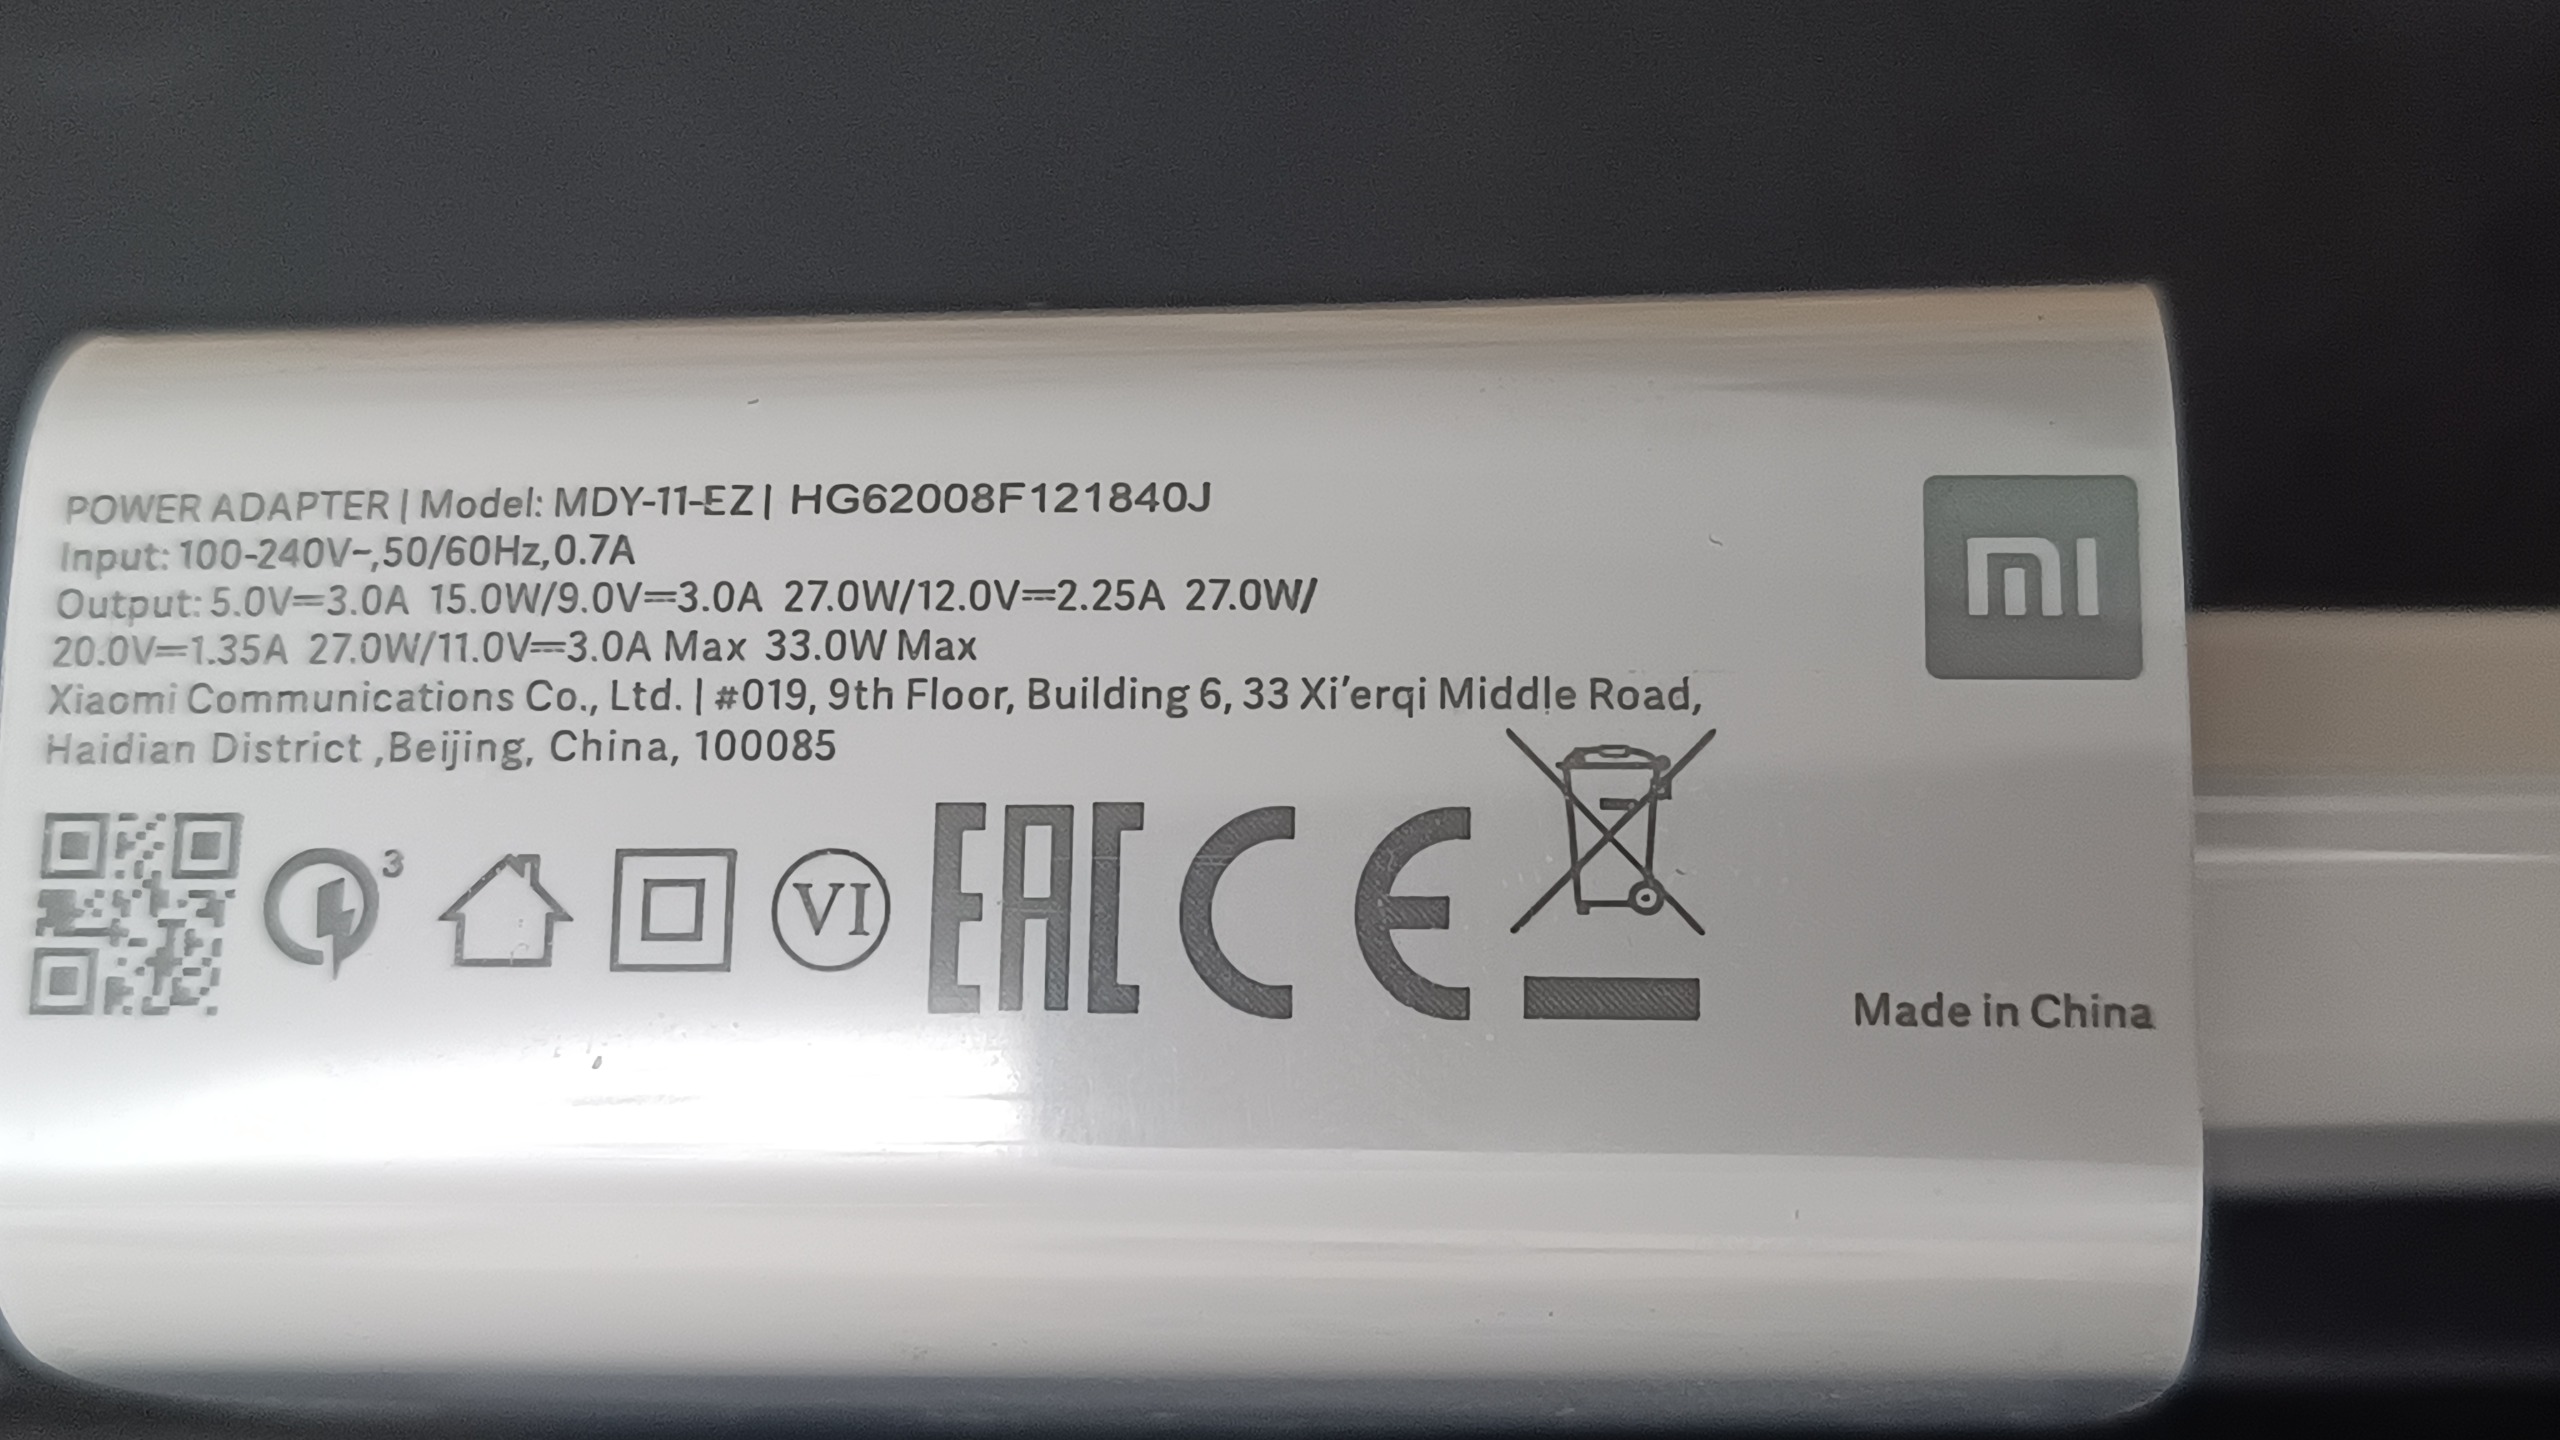 POWER ADAPTER | Model: MDY-11-EZ | HG62008F121840J
Input: 100-240V~,50/60Hz,0.7A
Output: 5.0V⎓3.0A 15.0W/9.0V⎓3.0A 27.0W/12.0V⎓2.25A 27.0W/
20.0V⎓1.35A 27.0W/11.0V⎓3.0A Max 33.0W Max
Xiaomi Communications Co., Ltd. | #019, 9th Floor, Building 6, 33 Xi’erqi Middle Road,
Haidian District ,Beijing, China, 100085
mi
3
VI
EAC
CE
Made in China